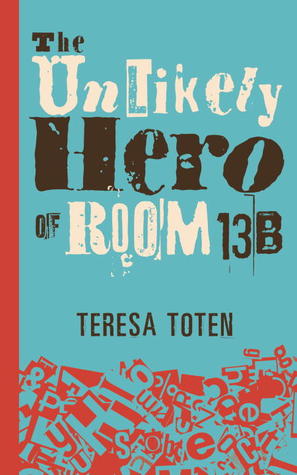 The
Unlikely
Hero
OF ROOM 13B
TERESA TOTEN